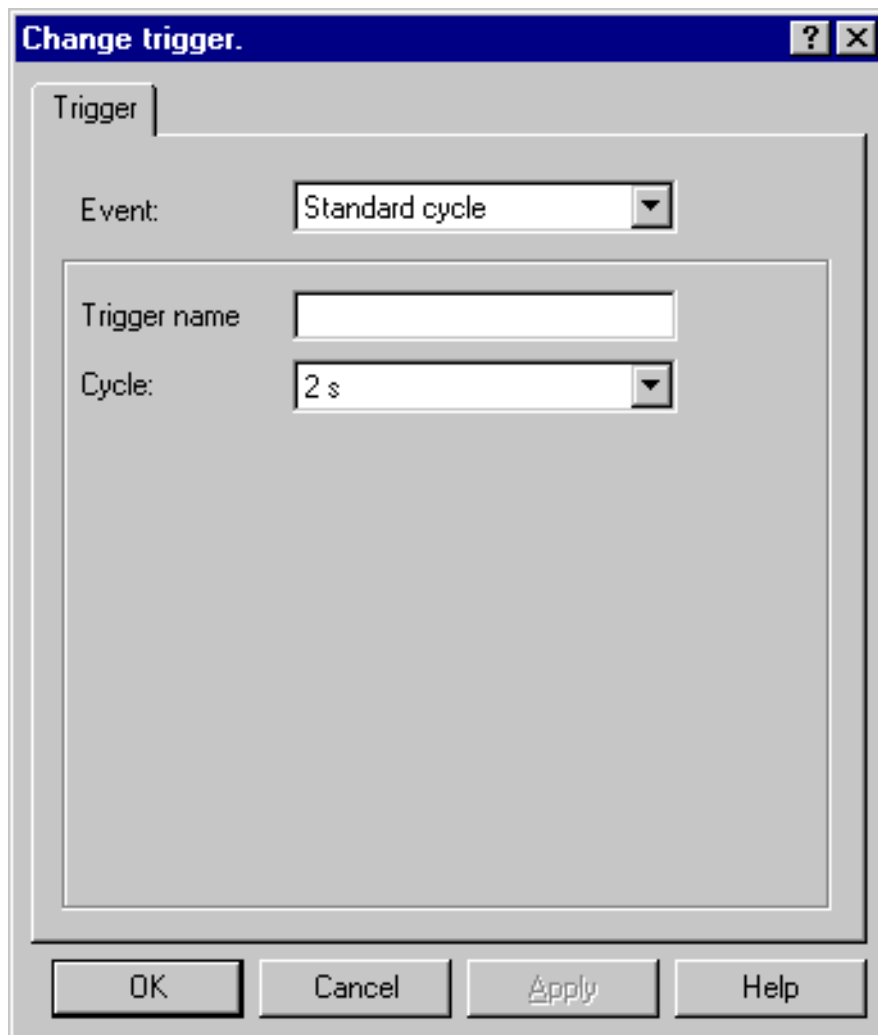 Change trigger.
Trigger
Event: Standard cycle
Trigger name
Cycle: 2 s
OK Cancel Apply Help